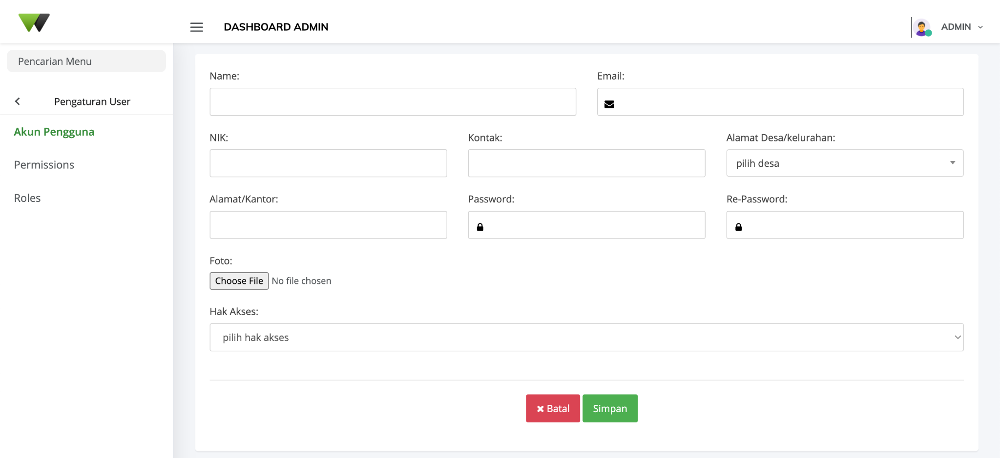 DASHBOARD ADMIN
ADMIN
Pencarian Menu
Pengaturan User
Akun Pengguna
Permissions
Roles
Name:
Email:
NIK:
Kontak:
Alamat Desa/kelurahan:
pilih desa
Alamat/Kantor:
Password:
Re-Password:
Foto:
Choose File No file chosen
Hak Akses:
pilih hak akses
Batal
Simpan